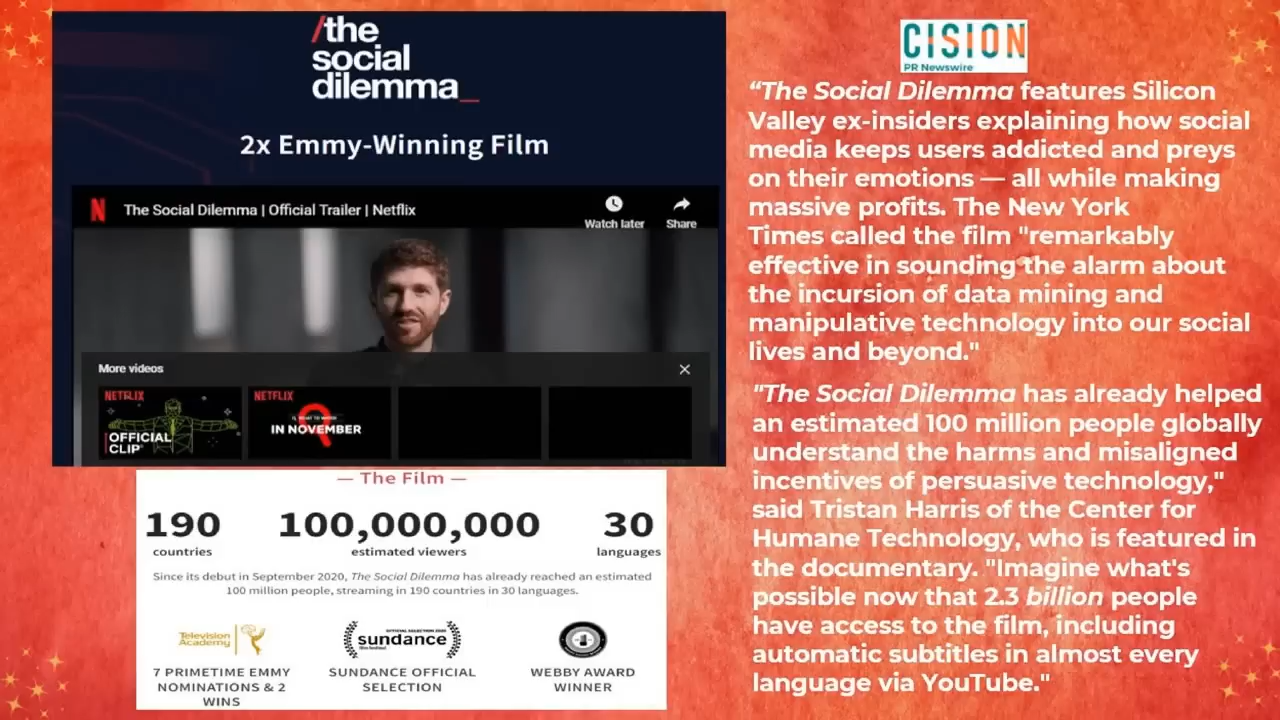 /the
social
dilemma_
2x Emmy-Winning Film
The Social Dilemma | Official Trailer | Netflix
Watch later
Share
More videos
NETFLIX
OFFICIAL
CLIP
NETFLIX
IN NOVEMBER
— The Film —
190
countries
100,000,000
estimated viewers
30
languages
Since its debut in September 2020, The Social Dilemma has already reached an estimated
100 million people, streaming in 190 countries in 30 languages.
Television
Academy
7 PRIMETIME EMMY
NOMINATIONS & 2
WINS
OFFICIAL SELECTION 2020
sundance
film festival
SUNDANCE OFFICIAL
SELECTION
WEBBY AWARD
WINNER
CISION
PR Newswire
“The Social Dilemma features Silicon
Valley ex-insiders explaining how social
media keeps users addicted and preys
on their emotions — all while making
massive profits. The New York
Times called the film "remarkably
effective in sounding the alarm about
the incursion of data mining and
manipulative technology into our social
lives and beyond."
"The Social Dilemma has already helped
an estimated 100 million people globally
understand the harms and misaligned
incentives of persuasive technology,"
said Tristan Harris of the Center for
Humane Technology, who is featured in
the documentary. "Imagine what's
possible now that 2.3 billion people
have access to the film, including
automatic subtitles in almost every
language via YouTube."